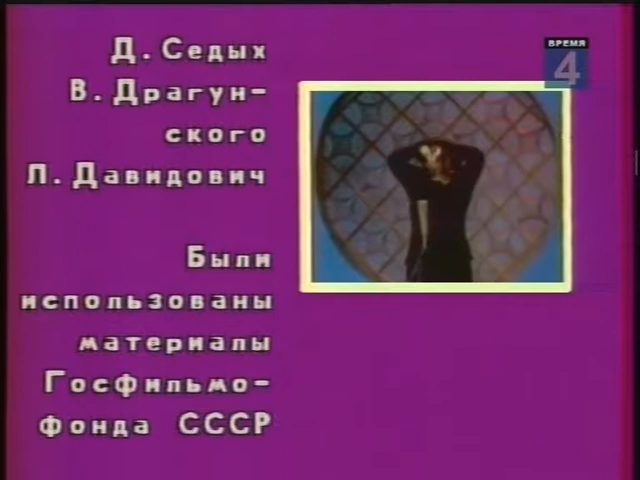 Д. Седых
В. Драгун-
ского
Л. Давидович
Были
использованы
материалы
Госфильмо-
фонда СССР
ВРЕМЯ
4